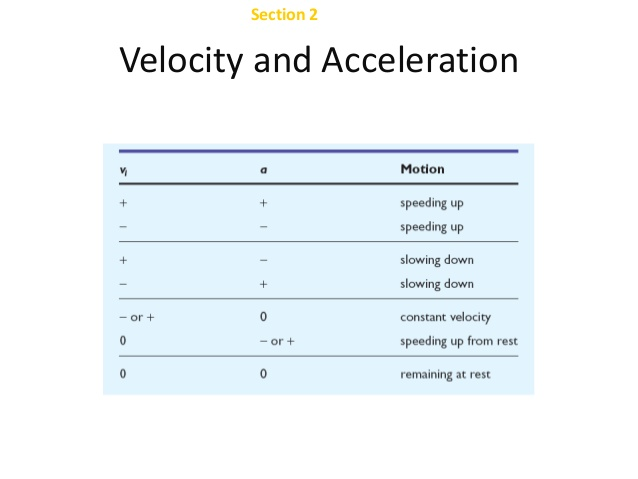 Section 2
Velocity and Acceleration
vi a Motion
+ + speeding up
– – speeding up
+ – slowing down
– + slowing down
– or + 0 constant velocity
0 – or + speeding up from rest
0 0 remaining at rest